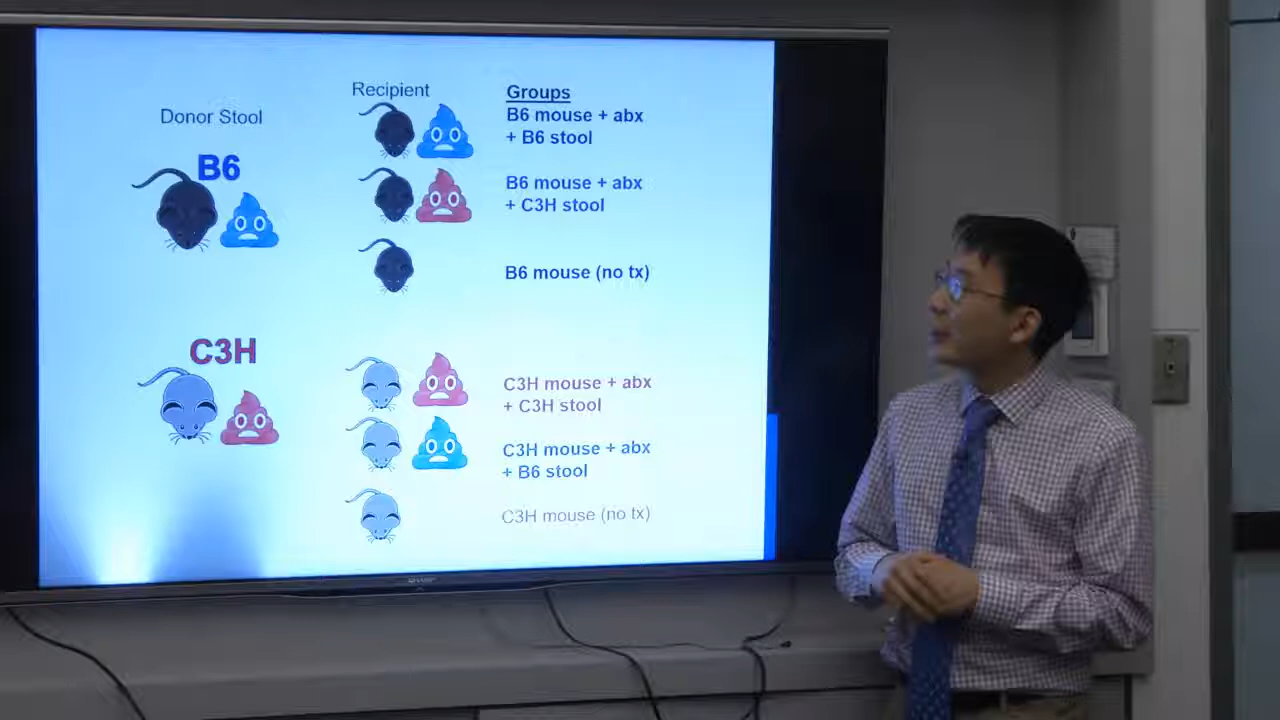 Donor Stool
B6
C3H
Recipient
Groups
B6 mouse + abx
+ B6 stool
B6 mouse + abx
+ C3H stool
B6 mouse (no tx)
C3H mouse + abx
+ C3H stool
C3H mouse + abx
+ B6 stool
C3H mouse (no tx)
SHARP